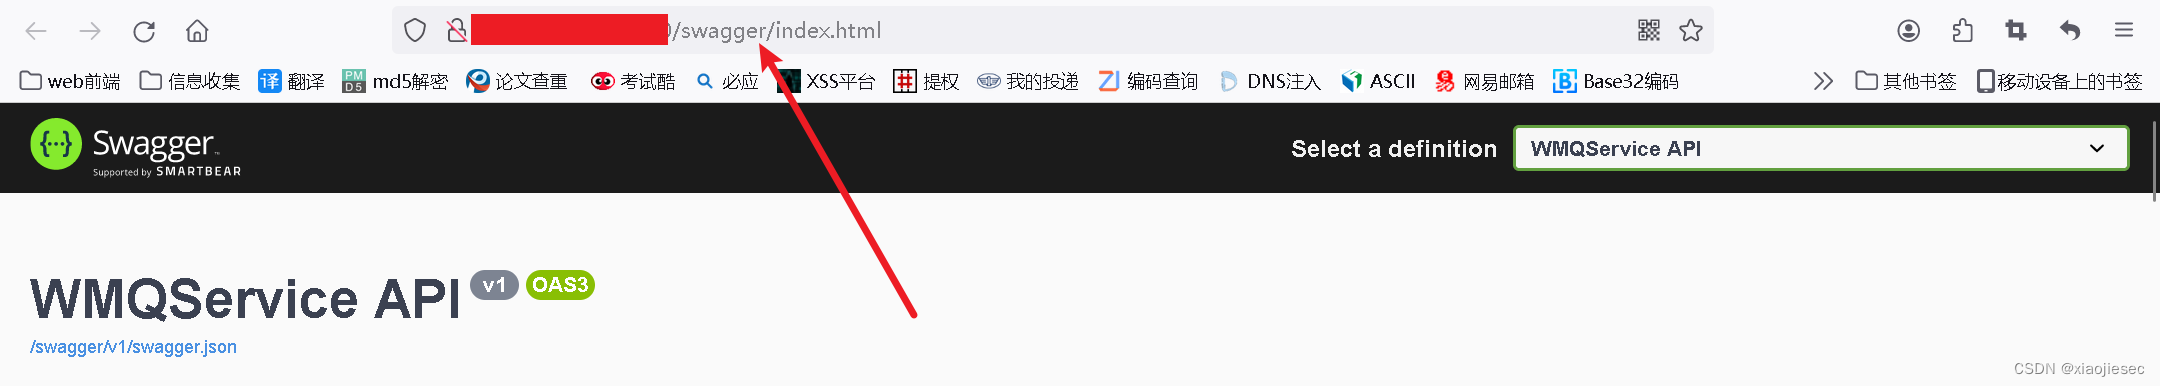 /swagger/index.html
web前端 信息收集 译 翻译 PM D5 md5解密 论文查重 考试酷 必应 XSS平台 提权 我的投递 编码查询 DNS注入 ASCII 网易邮箱 Base32编码 其他书签 移动设备上的书签
Swagger
Supported by SMARTBEAR
Select a definition WMQService API
WMQService API v1 OAS3
/swagger/v1/swagger.json
CSDN @xiaojiesec